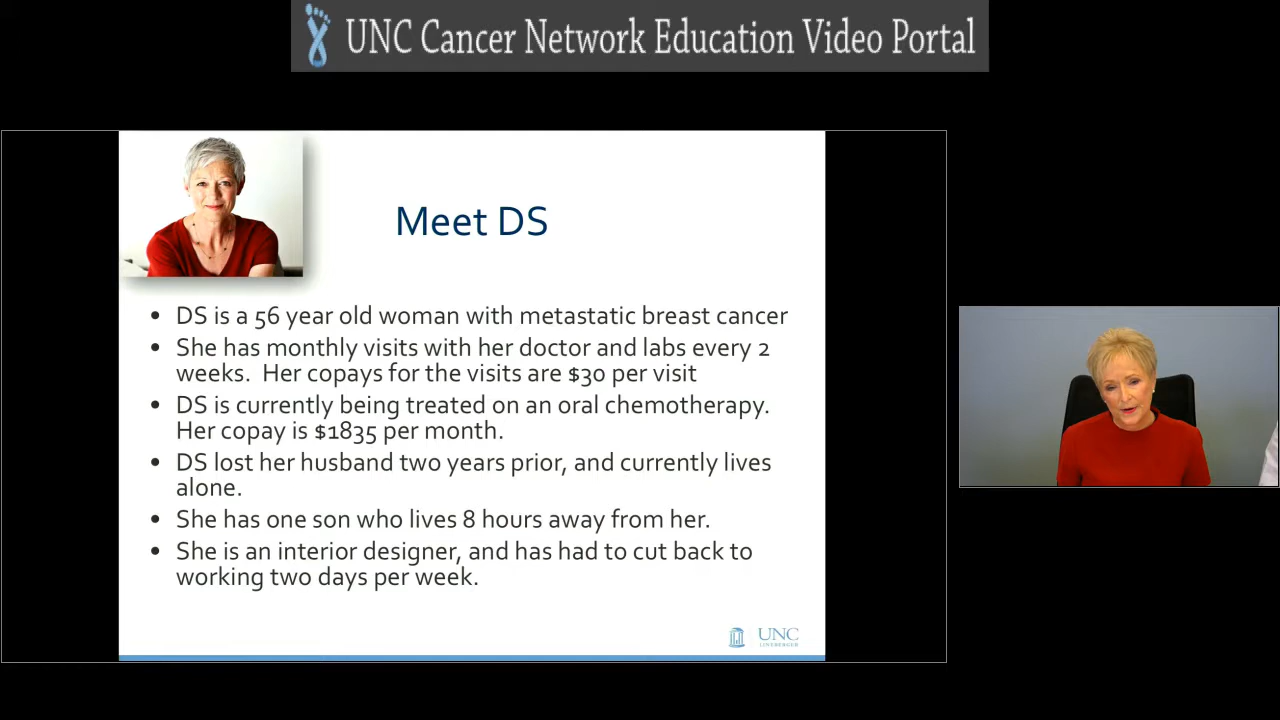 UNC Cancer Network Education Video Portal
Meet DS
• DS is a 56 year old woman with metastatic breast cancer
• She has monthly visits with her doctor and labs every 2
weeks.  Her copays for the visits are $30 per visit
• DS is currently being treated on an oral chemotherapy.
Her copay is $1835 per month.
• DS lost her husband two years prior, and currently lives
alone.
• She has one son who lives 8 hours away from her.
• She is an interior designer, and has had to cut back to
working two days per week.
UNC
LINEBERGER